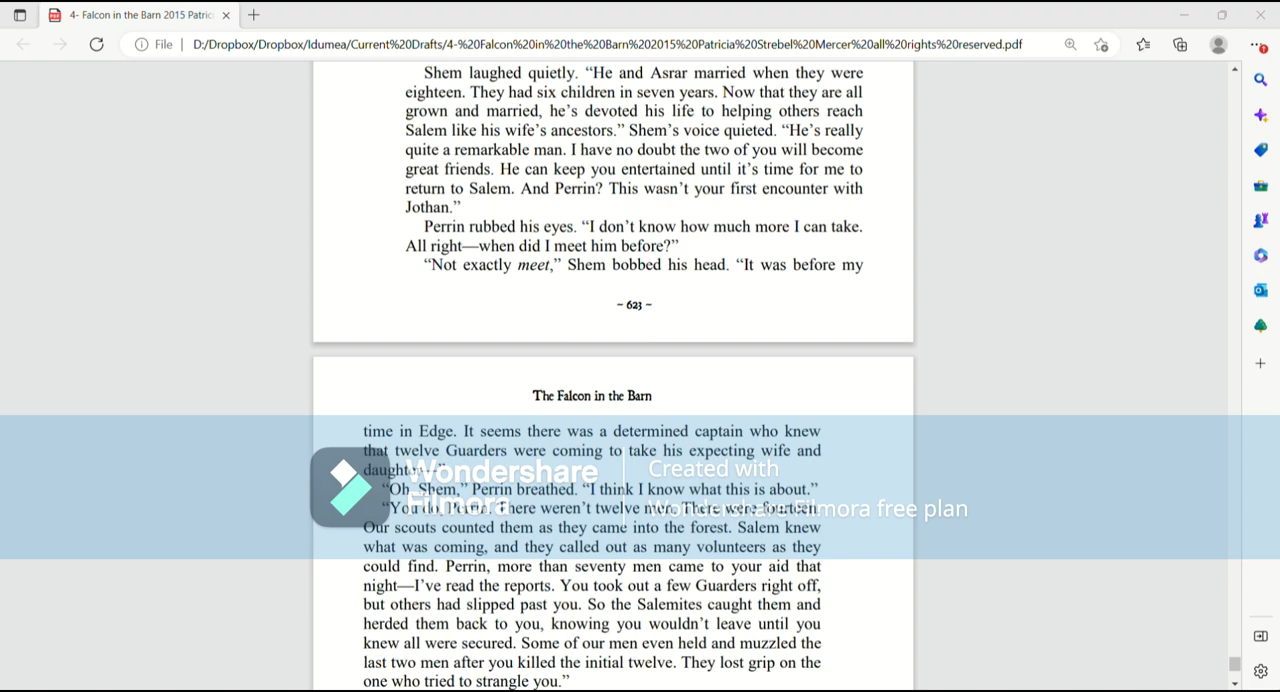 4- Falcon in the Barn 2015 Patric
File
D:/Dropbox/Dropbox/Idumea/Current%20Drafts/4-%20Falcon%20in%20the%20Barn%202015%20Patricia%20Strebel%20Mercer%20all%20rights%20reserved.pdf
Shem laughed quietly. “He and Asrar married when they were
eighteen. They had six children in seven years. Now that they are all
grown and married, he’s devoted his life to helping others reach
Salem like his wife’s ancestors.” Shem’s voice quieted. “He’s really
quite a remarkable man. I have no doubt the two of you will become
great friends. He can keep you entertained until it’s time for me to
return to Salem. And Perrin? This wasn’t your first encounter with
Jothan.”
Perrin rubbed his eyes. “I don’t know how much more I can take.
All right—when did I meet him before?”
“Not exactly meet,” Shem bobbed his head. “It was before my
~ 623 ~
The Falcon in the Barn
time in Edge. It seems there was a determined captain who knew
that twelve Guarders were coming to take his expecting wife and
Wondershare
Filmora
Created with
Wondershare Filmora free plan
“Oh, Shem,” Perrin breathed. “I think I know what this is about.”
“You do, Perrin. There weren’t twelve men. There were fourteen.
Our scouts counted them as they came into the forest. Salem knew
what was coming, and they called out as many volunteers as they
could find. Perrin, more than seventy men came to your aid that
night—I’ve read the reports. You took out a few Guarders right off,
but others had slipped past you. So the Salemites caught them and
herded them back to you, knowing you wouldn’t leave until you
knew all were secured. Some of our men even held and muzzled the
last two men after you killed the initial twelve. They lost grip on the
one who tried to strangle you.”